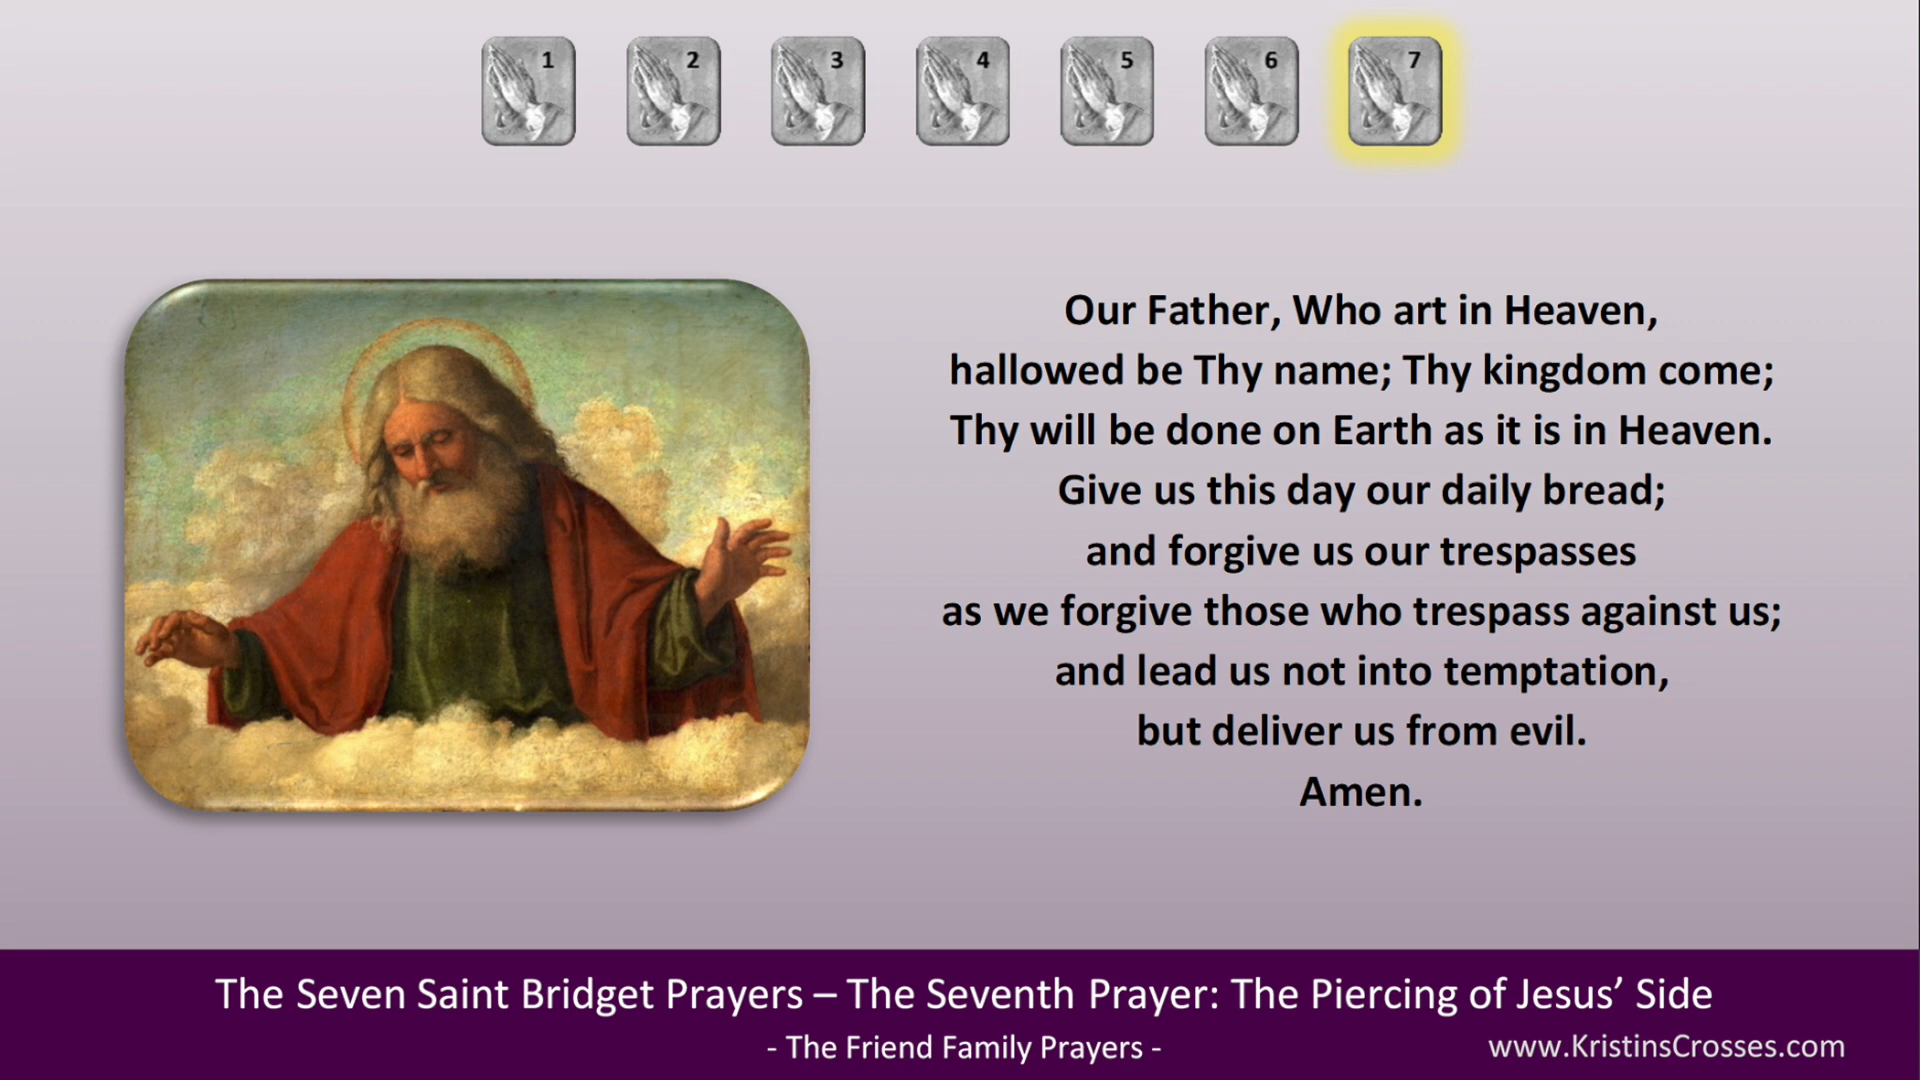 1 2 3 4 5 6 7
Our Father, Who art in Heaven,
hallowed be Thy name; Thy kingdom come;
Thy will be done on Earth as it is in Heaven.
Give us this day our daily bread;
and forgive us our trespasses
as we forgive those who trespass against us;
and lead us not into temptation,
but deliver us from evil.
Amen.
The Seven Saint Bridget Prayers – The Seventh Prayer: The Piercing of Jesus’ Side
- The Friend Family Prayers -
www.KristinsCrosses.com